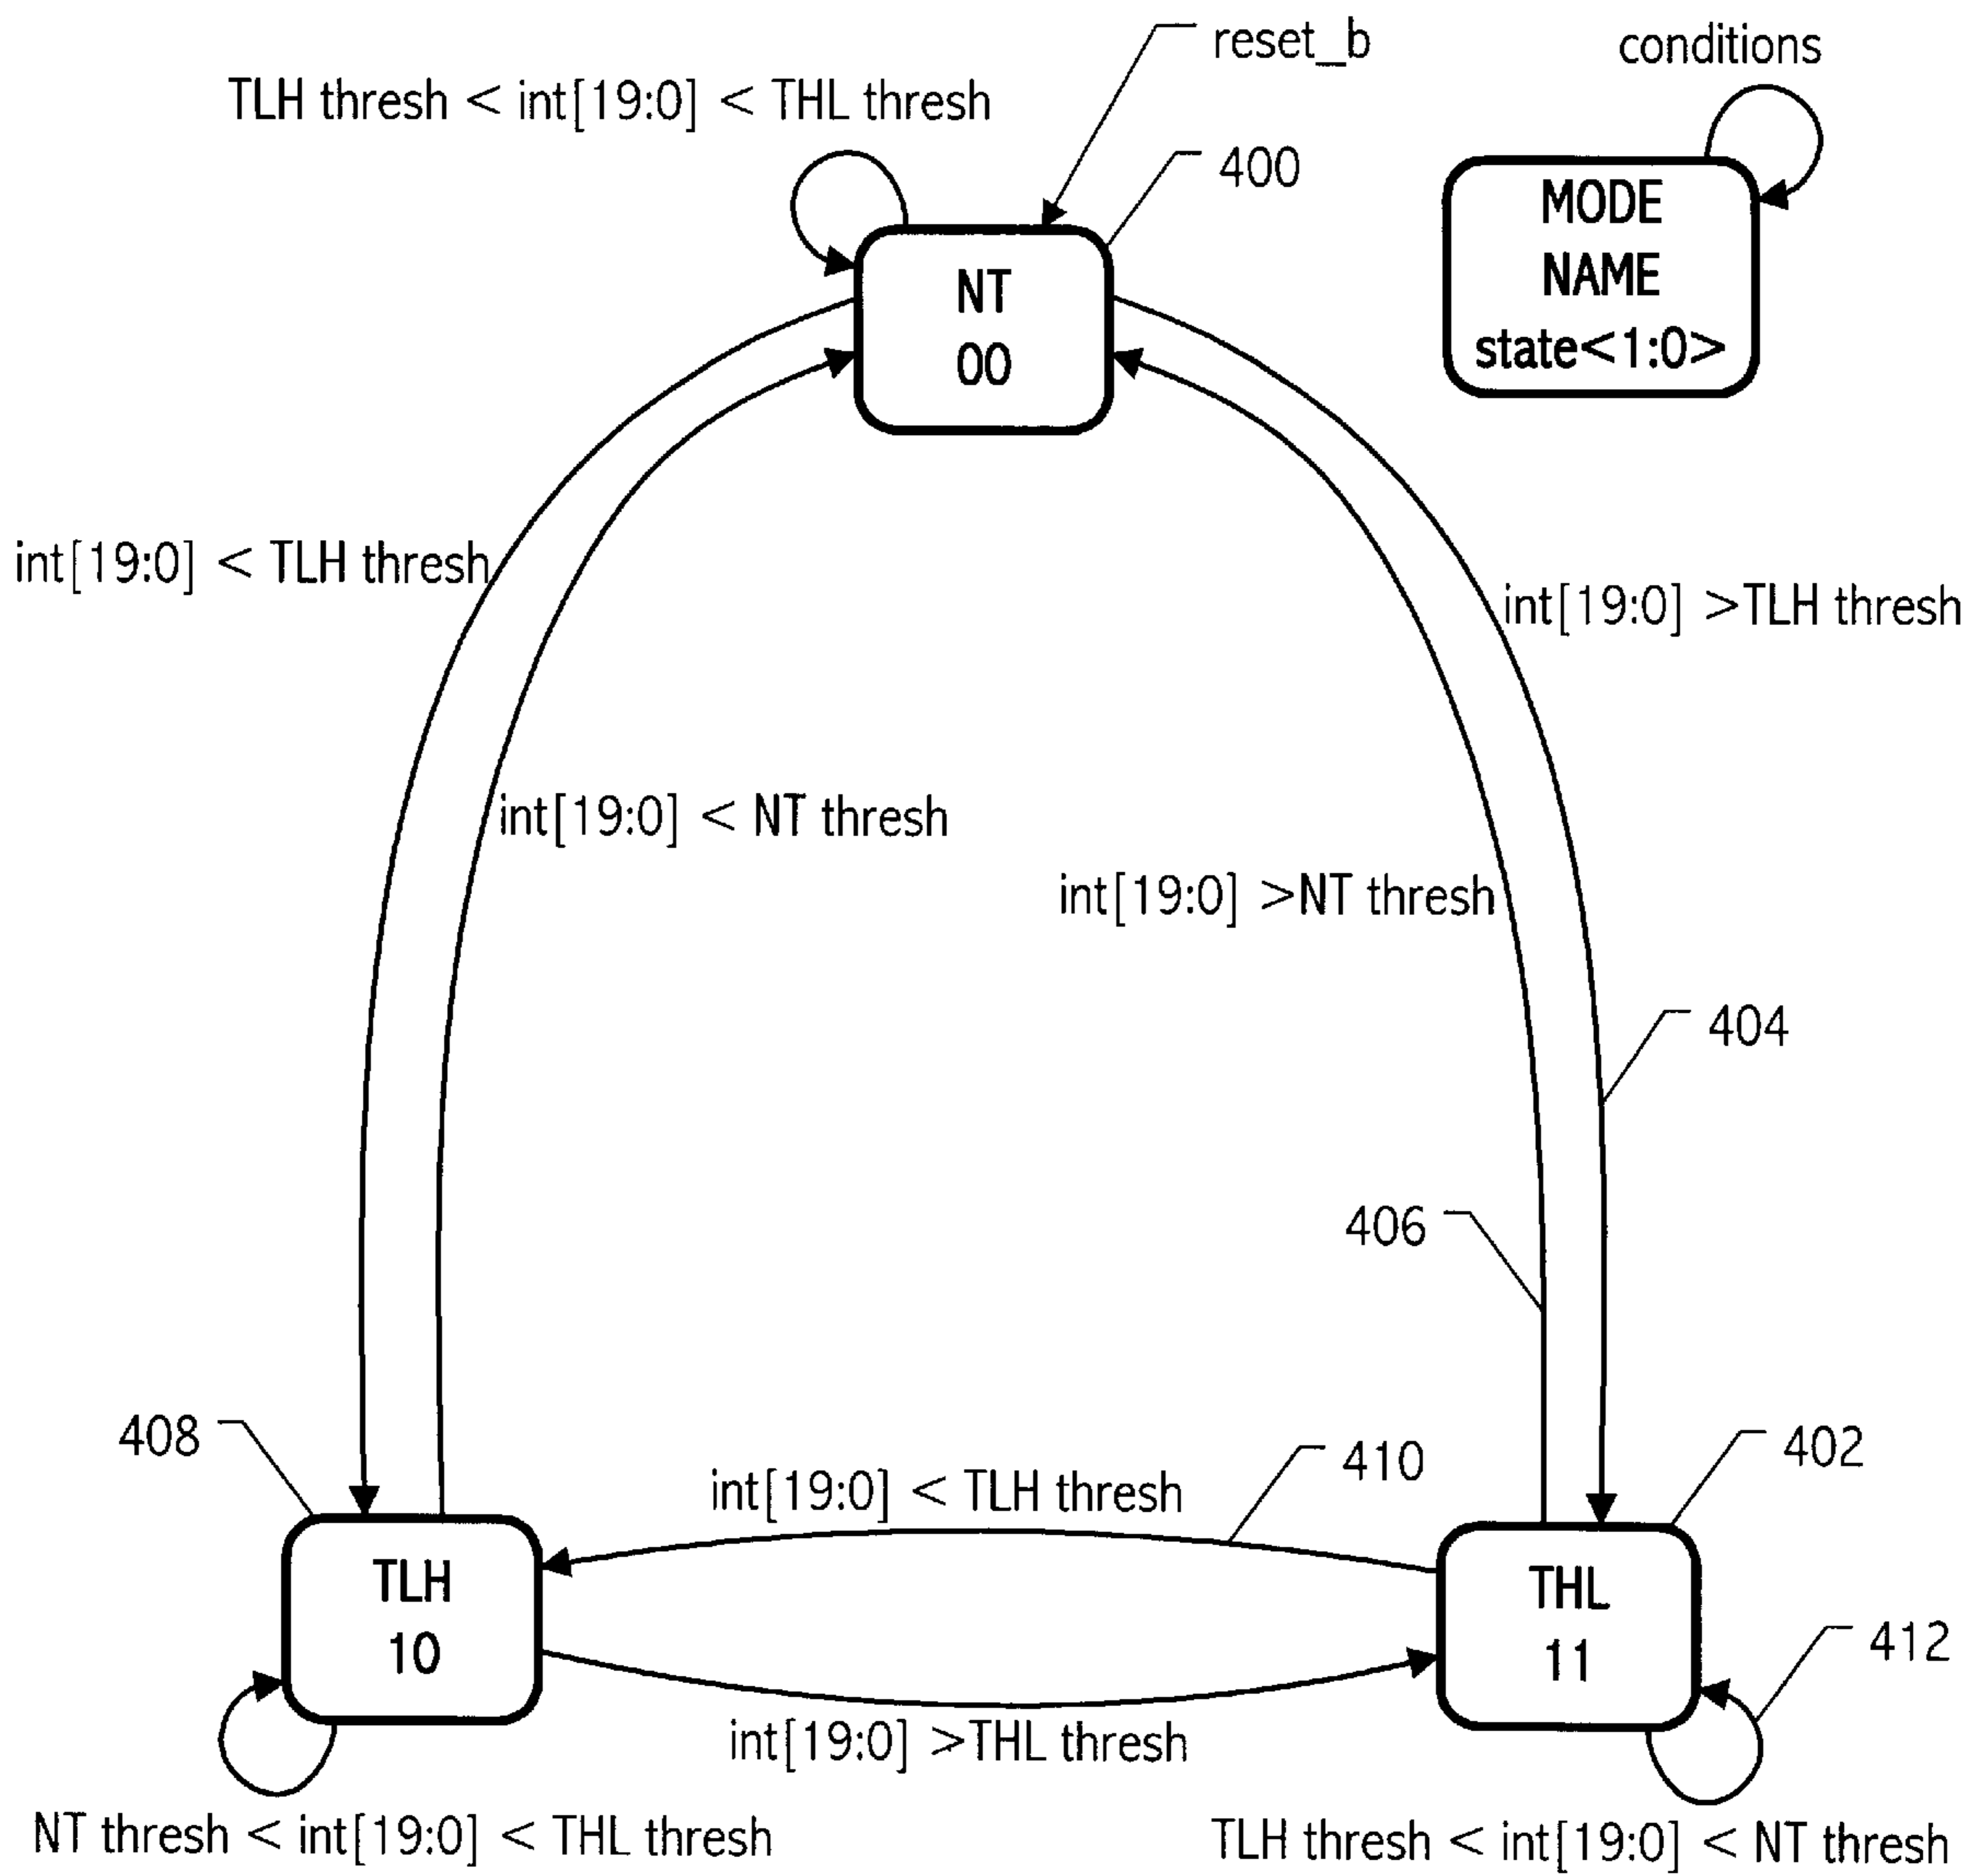 reset_b
conditions
TLH thresh < int[19:0] < THL thresh
400
MODE
NAME
state<1:0>
NT
00
int[19:0] < TLH thresh
int[19:0] >TLH thresh
int[19:0] < NT thresh
int[19:0] >NT thresh
404
406
408
410
402
int[19:0] < TLH thresh
TLH
10
THL
11
412
int[19:0] >THL thresh
NT thresh < int[19:0] < THL thresh
TLH thresh < int[19:0] < NT thresh